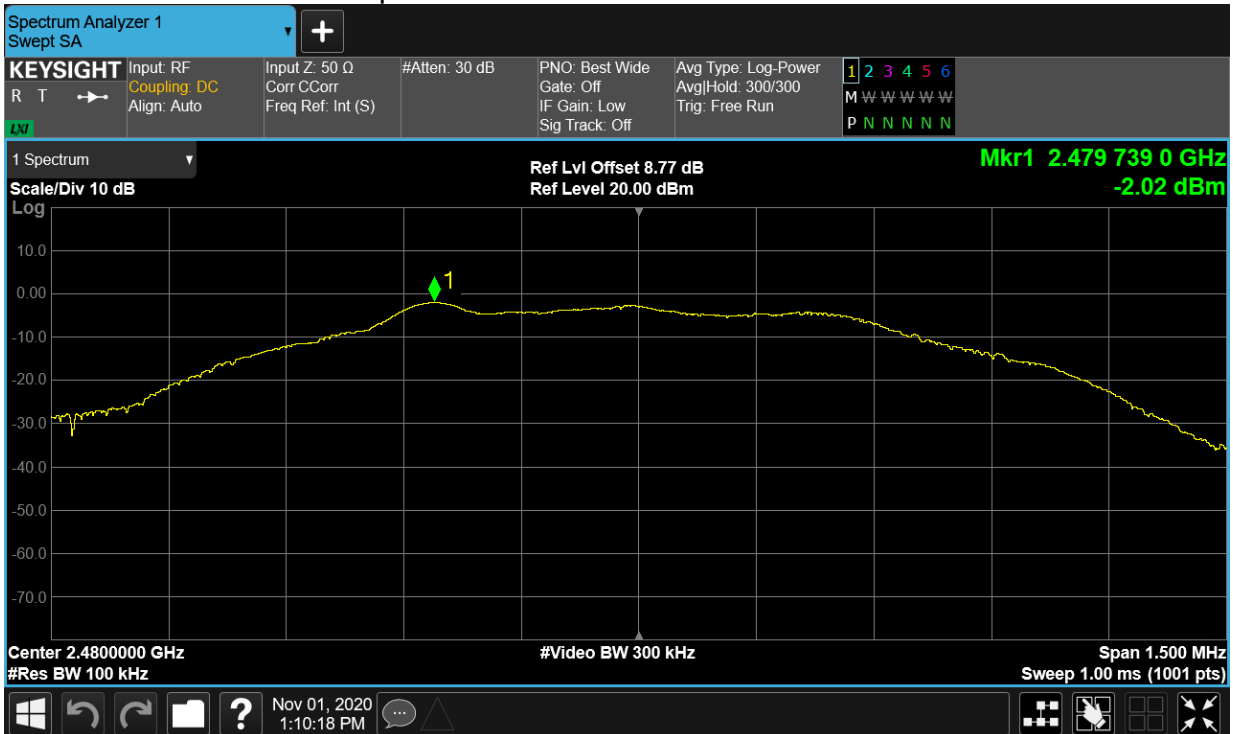 Spectrum Analyzer 1
Swept SA
KEYSIGHT
R T
LXI
Input: RF
Coupling: DC
Align: Auto
Input Z: 50 Ω
Corr CCorr
Freq Ref: Int (S)
#Atten: 30 dB
PNO: Best Wide
Gate: Off
IF Gain: Low
Sig Track: Off
Avg Type: Log-Power
Avg|Hold: 300/300
Trig: Free Run
1 2 3 4 5 6
M W W W W W
P N N N N N
1 Spectrum
Scale/Div 10 dB
Ref Lvl Offset 8.77 dB
Ref Level 20.00 dBm
Mkr1 2.479 739 0 GHz
-2.02 dBm
Log
10.0
0.00
-10.0
-20.0
-30.0
-40.0
-50.0
-60.0
-70.0
1
Center 2.4800000 GHz
#Res BW 100 kHz
#Video BW 300 kHz
Span 1.500 MHz
Sweep 1.00 ms (1001 pts)
?
Nov 01, 2020
1:10:18 PM